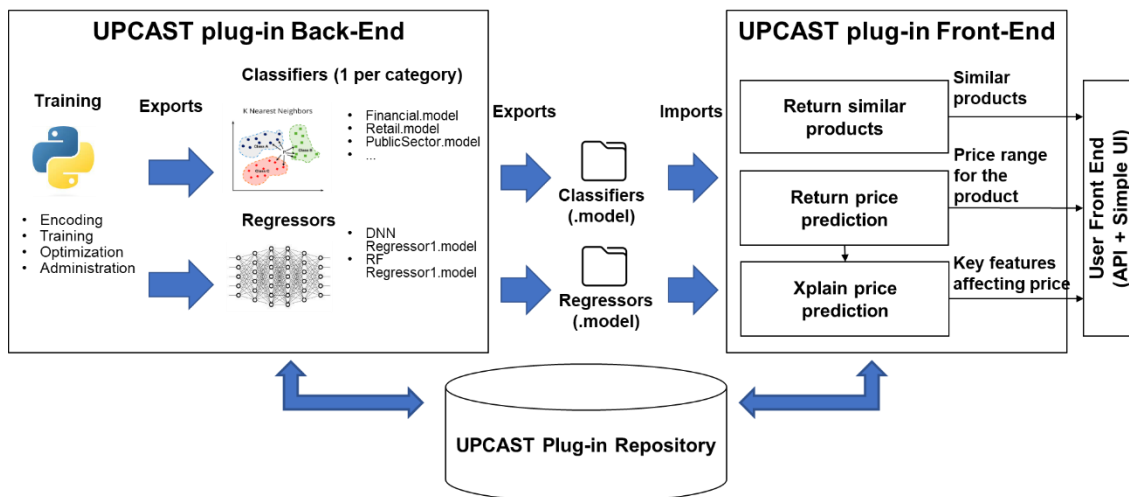 UPCAST plug-in Back-End
Training
Exports
Classifiers (1 per category)
K Nearest Neighbors
Class A
Class B
Class C
• Financial.model
• Retail.model
• PublicSector.model
• ...
• Encoding
• Training
• Optimization
• Administration
Regressors
• DNN
Regressor1.model
• RF
Regressor1.model
Exports
Imports
Classifiers
(.model)
Regressors
(.model)
UPCAST plug-in Front-End
Return similar
products
Similar
products
Return price
prediction
Price range
for the
product
Xplain price
prediction
Key features
affecting price
User Front End
(API + Simple UI)
UPCAST Plug-in Repository